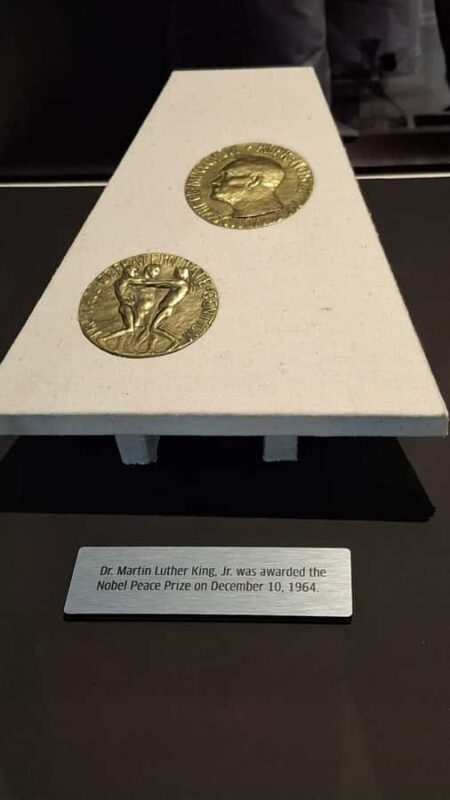 Dr. Martin Luther King, Jr. was awarded the
Nobel Peace Prize on December 10, 1964.